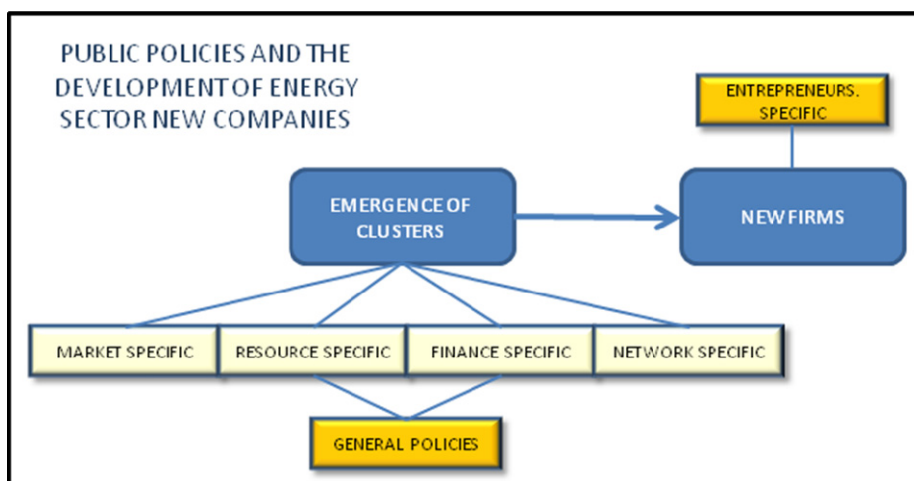 PUBLIC POLICIES AND THE
DEVELOPMENT OF ENERGY
SECTOR NEW COMPANIES
ENTREPRENEURS.
SPECIFIC
EMERGENCE OF
CLUSTERS
NEW FIRMS
MARKET SPECIFIC
RESOURCE SPECIFIC
FINANCE SPECIFIC
NETWORK SPECIFIC
GENERAL POLICIES